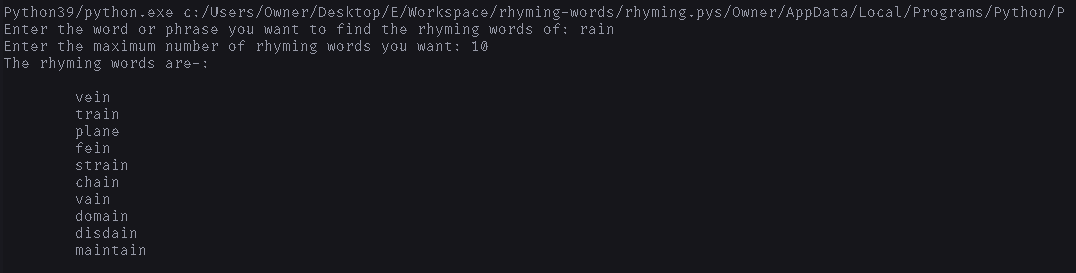 Python39/python.exe c:/Users/Owner/Desktop/E/Workspace/rhyming-words/rhyming.pys/Owner/AppData/Local/Programs/Python/P
Enter the word or phrase you want to find the rhyming words of: rain
Enter the maximum number of rhyming words you want: 10
The rhyming words are-:
vein
train
plane
fein
strain
chain
vain
domain
disdain
maintain